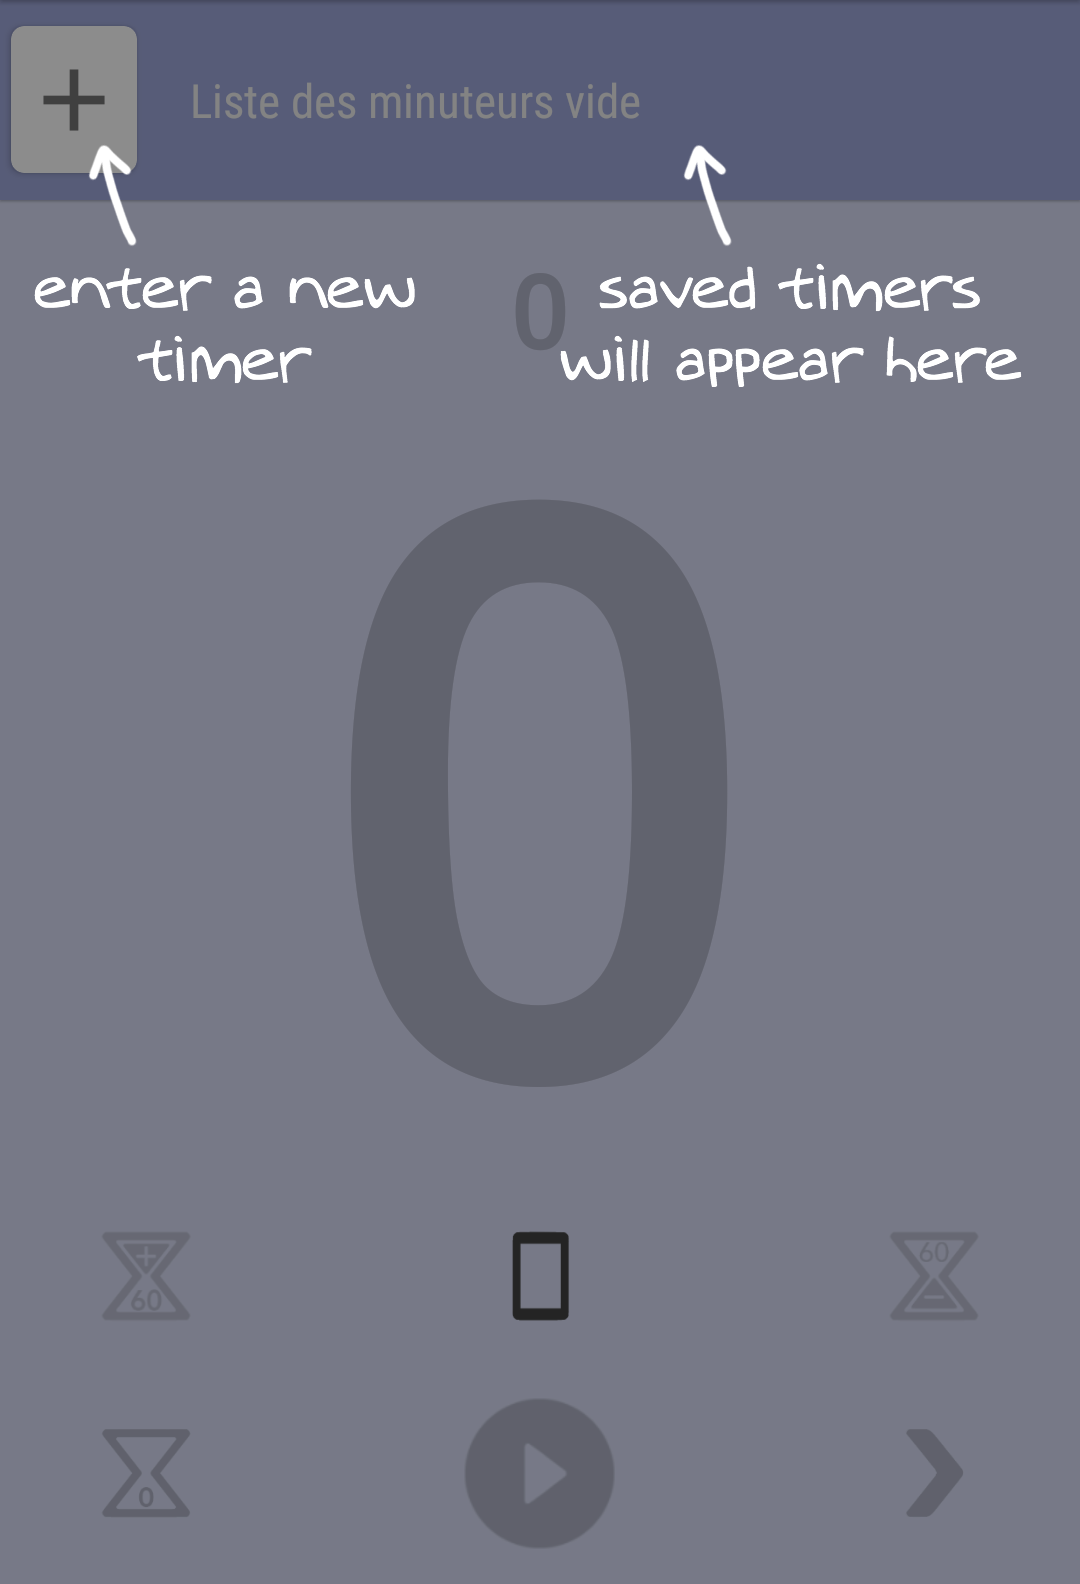 Liste des minuteurs vide
enter a new
timer
0
saved timers
will appear here
0
+
60
60
0